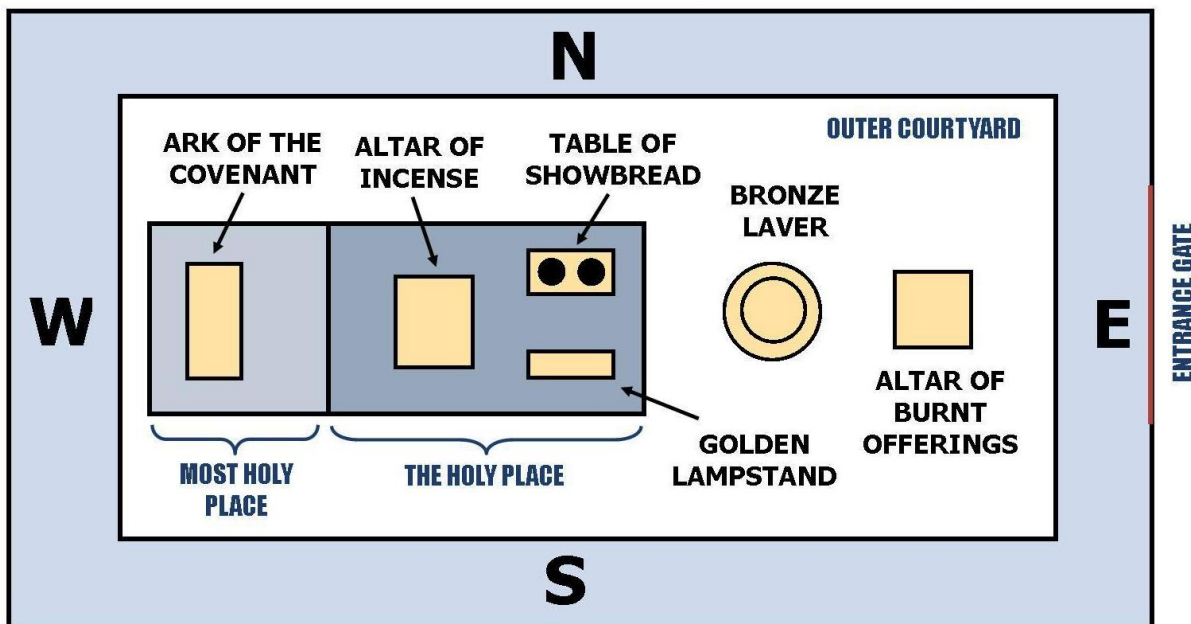 N
OUTER COURTYARD
ARK OF THE
COVENANT
ALTAR OF
INCENSE
TABLE OF
SHOWBREAD
BRONZE
LAVER
W
E
ENTRANCE GATE
ALTAR OF
BURNT
OFFERINGS
GOLDEN
LAMPSTAND
MOST HOLY
PLACE
THE HOLY PLACE
S